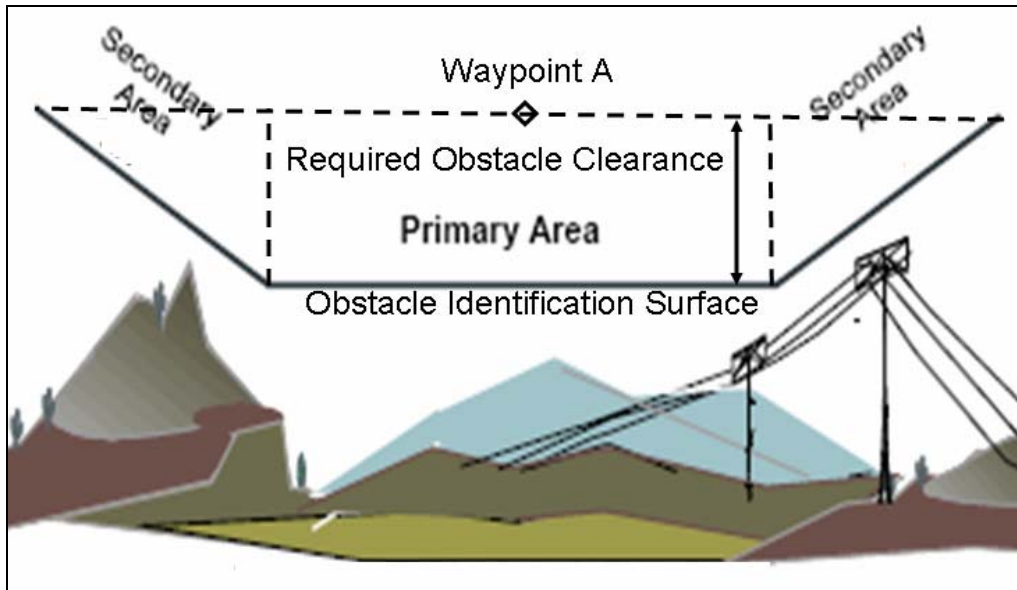 Secondary
Area
Waypoint A
Secondary
Area
Required Obstacle Clearance
Primary Area
Obstacle Identification Surface